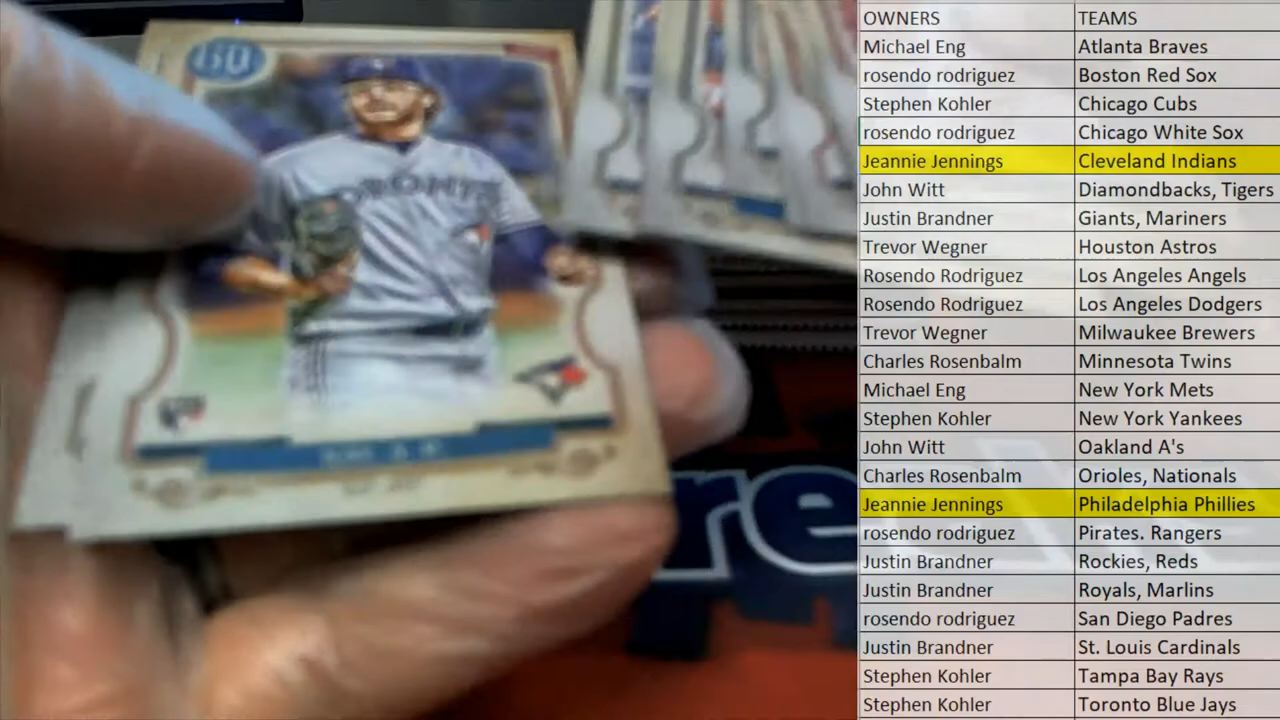 GQ
TORONTO
RC
re
OWNERS TEAMS
Michael Eng Atlanta Braves
rosendo rodriguez Boston Red Sox
Stephen Kohler Chicago Cubs
rosendo rodriguez Chicago White Sox
Jeannie Jennings Cleveland Indians
John Witt Diamondbacks, Tigers
Justin Brandner Giants, Mariners
Trevor Wegner Houston Astros
Rosendo Rodriguez Los Angeles Angels
Rosendo Rodriguez Los Angeles Dodgers
Trevor Wegner Milwaukee Brewers
Charles Rosenbalm Minnesota Twins
Michael Eng New York Mets
Stephen Kohler New York Yankees
John Witt Oakland A's
Charles Rosenbalm Orioles, Nationals
Jeannie Jennings Philadelphia Phillies
rosendo rodriguez Pirates. Rangers
Justin Brandner Rockies, Reds
Justin Brandner Royals, Marlins
rosendo rodriguez San Diego Padres
Justin Brandner St. Louis Cardinals
Stephen Kohler Tampa Bay Rays
Stephen Kohler Toronto Blue Jays